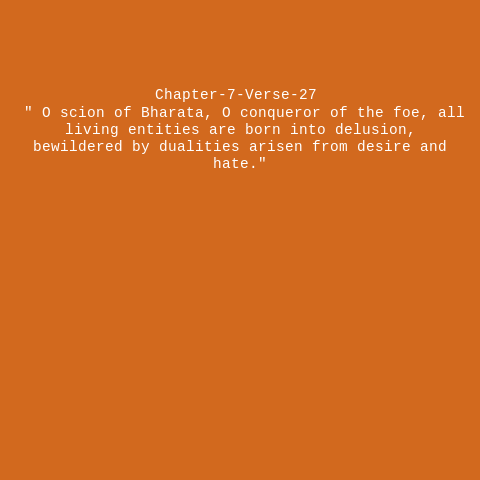 Chapter-7-Verse-27
" O scion of Bharata, O conqueror of the foe, all
living entities are born into delusion,
bewildered by dualities arisen from desire and
hate."